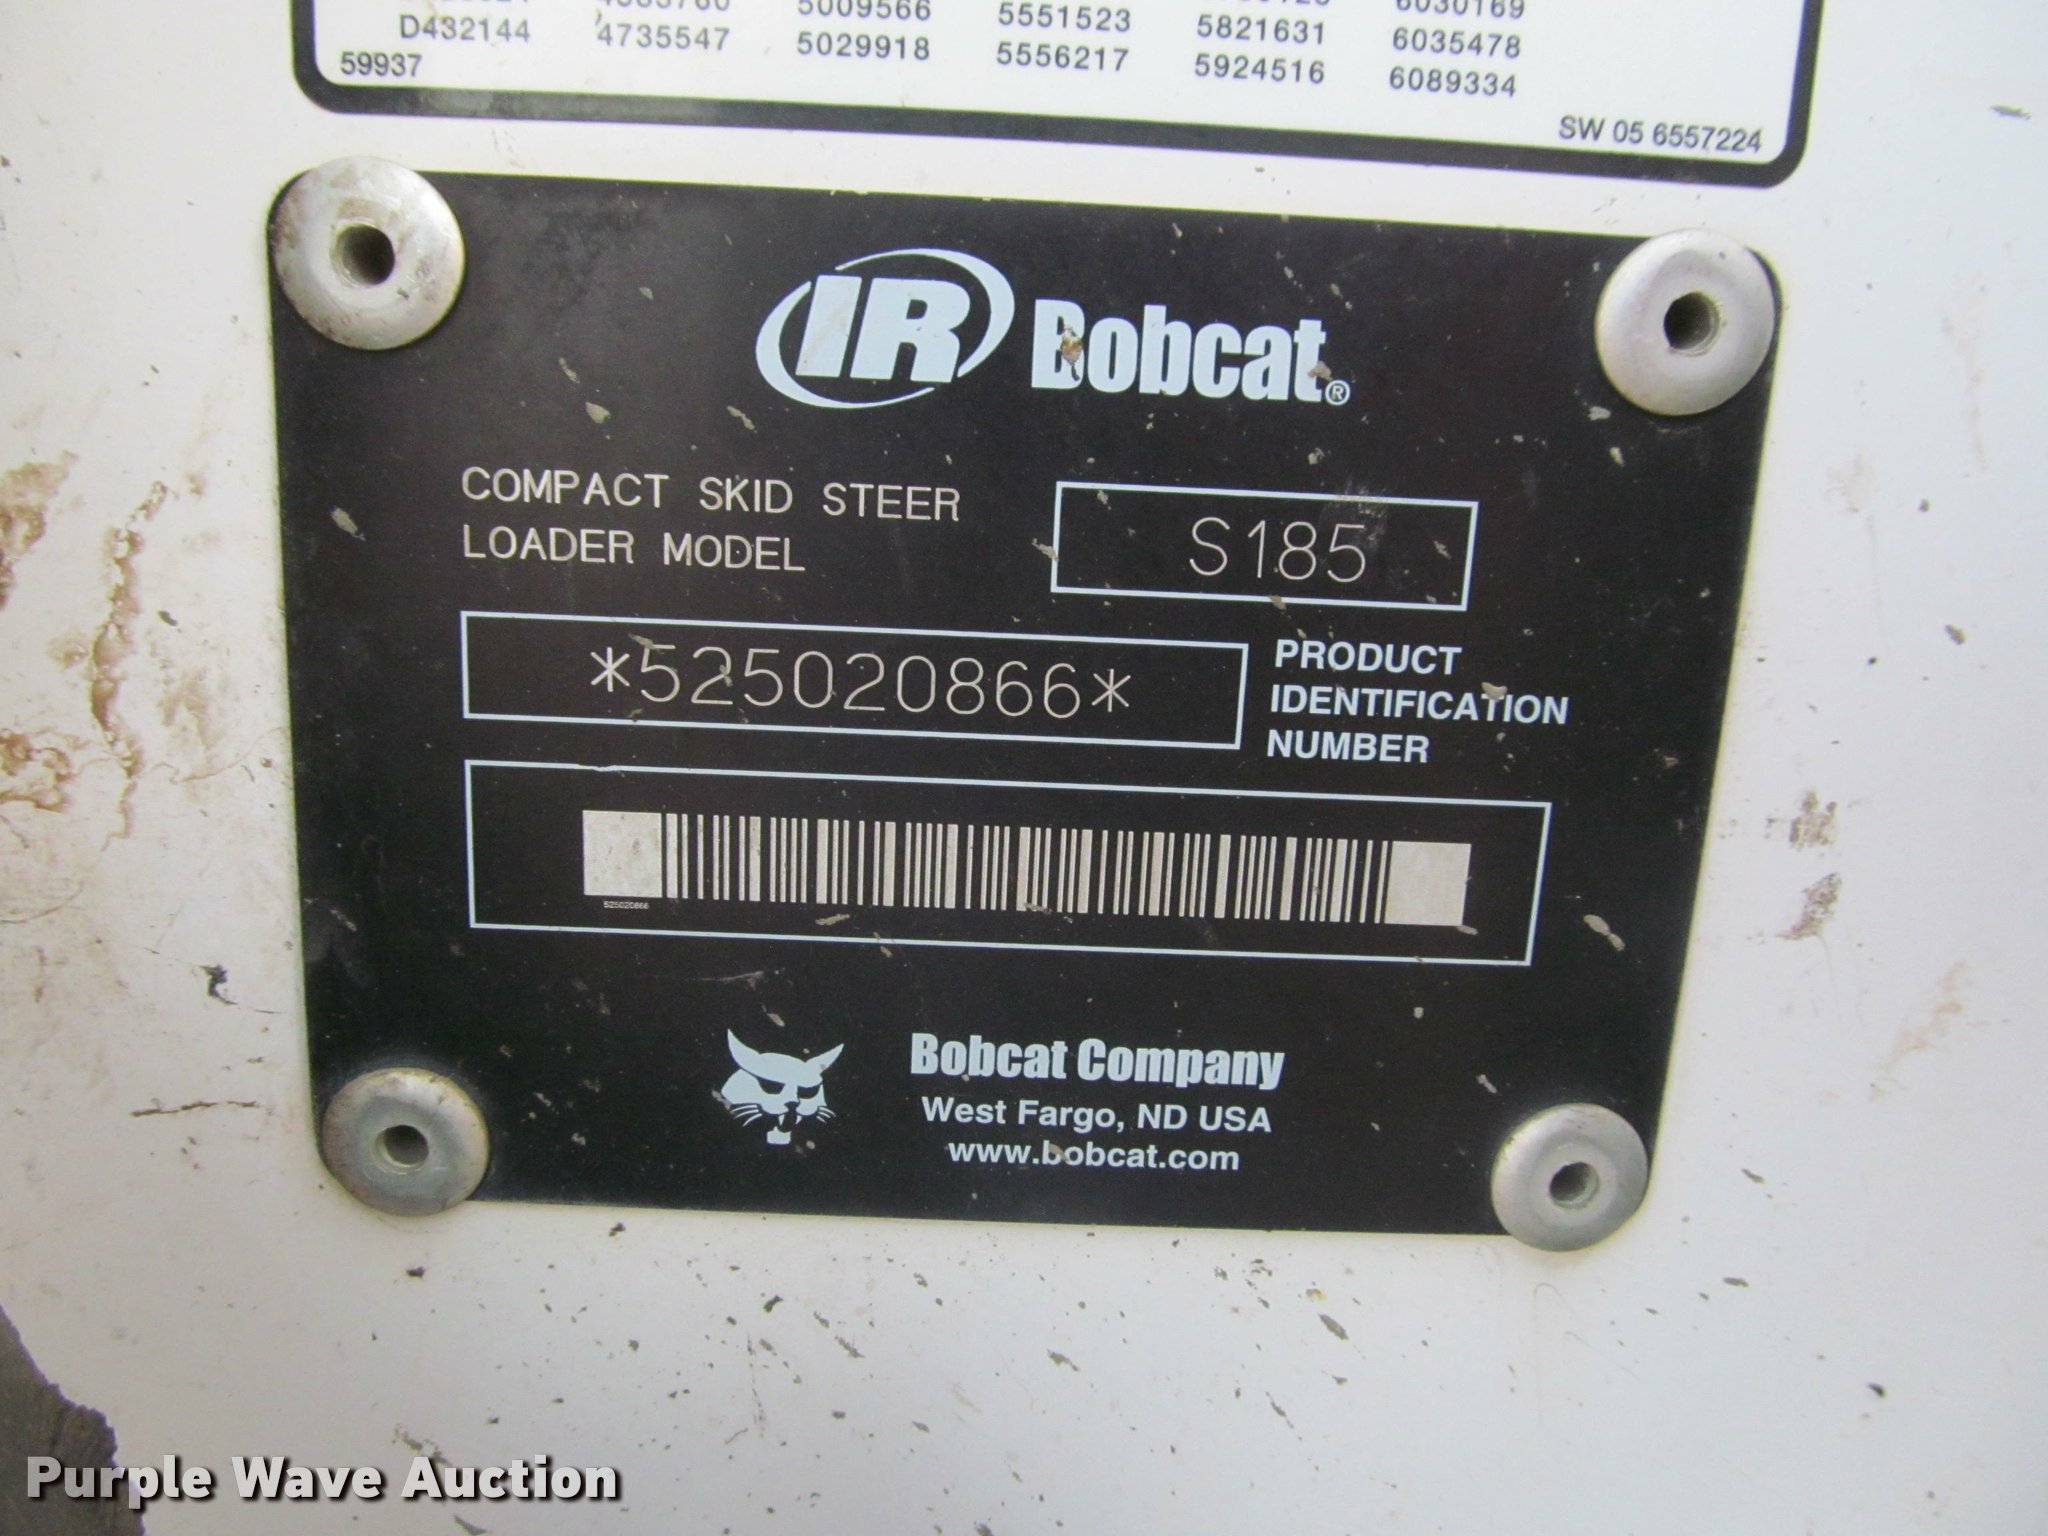 D432144 4735547 5009566 5551523 5821631 6030169
5029918 5556217 5924516 6035478
59937 6089334
SW 05 6557224
IR Bobcat®
COMPACT SKID STEER
LOADER MODEL
S185
*525020866*
PRODUCT
IDENTIFICATION
NUMBER
525020866
Bobcat Company
West Fargo, ND USA
www.bobcat.com
Purple Wave Auction